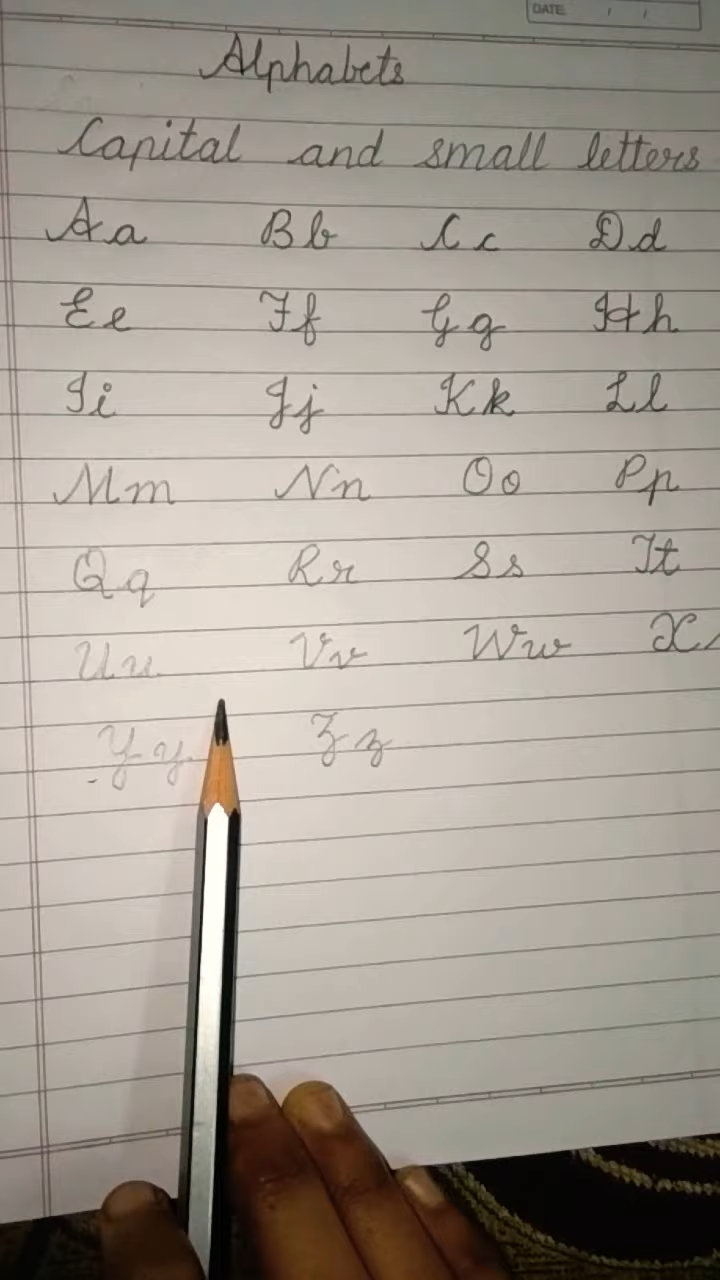 DATE / /
Alphabets
Capital and small letters
Aa Bb Cc Dd
Ee Ff Gg Hh
Ii Jj Kk Ll
Mm Nn Oo Pp
Qq Rr Ss Tt
Uu Vv Ww X
Yy Zz